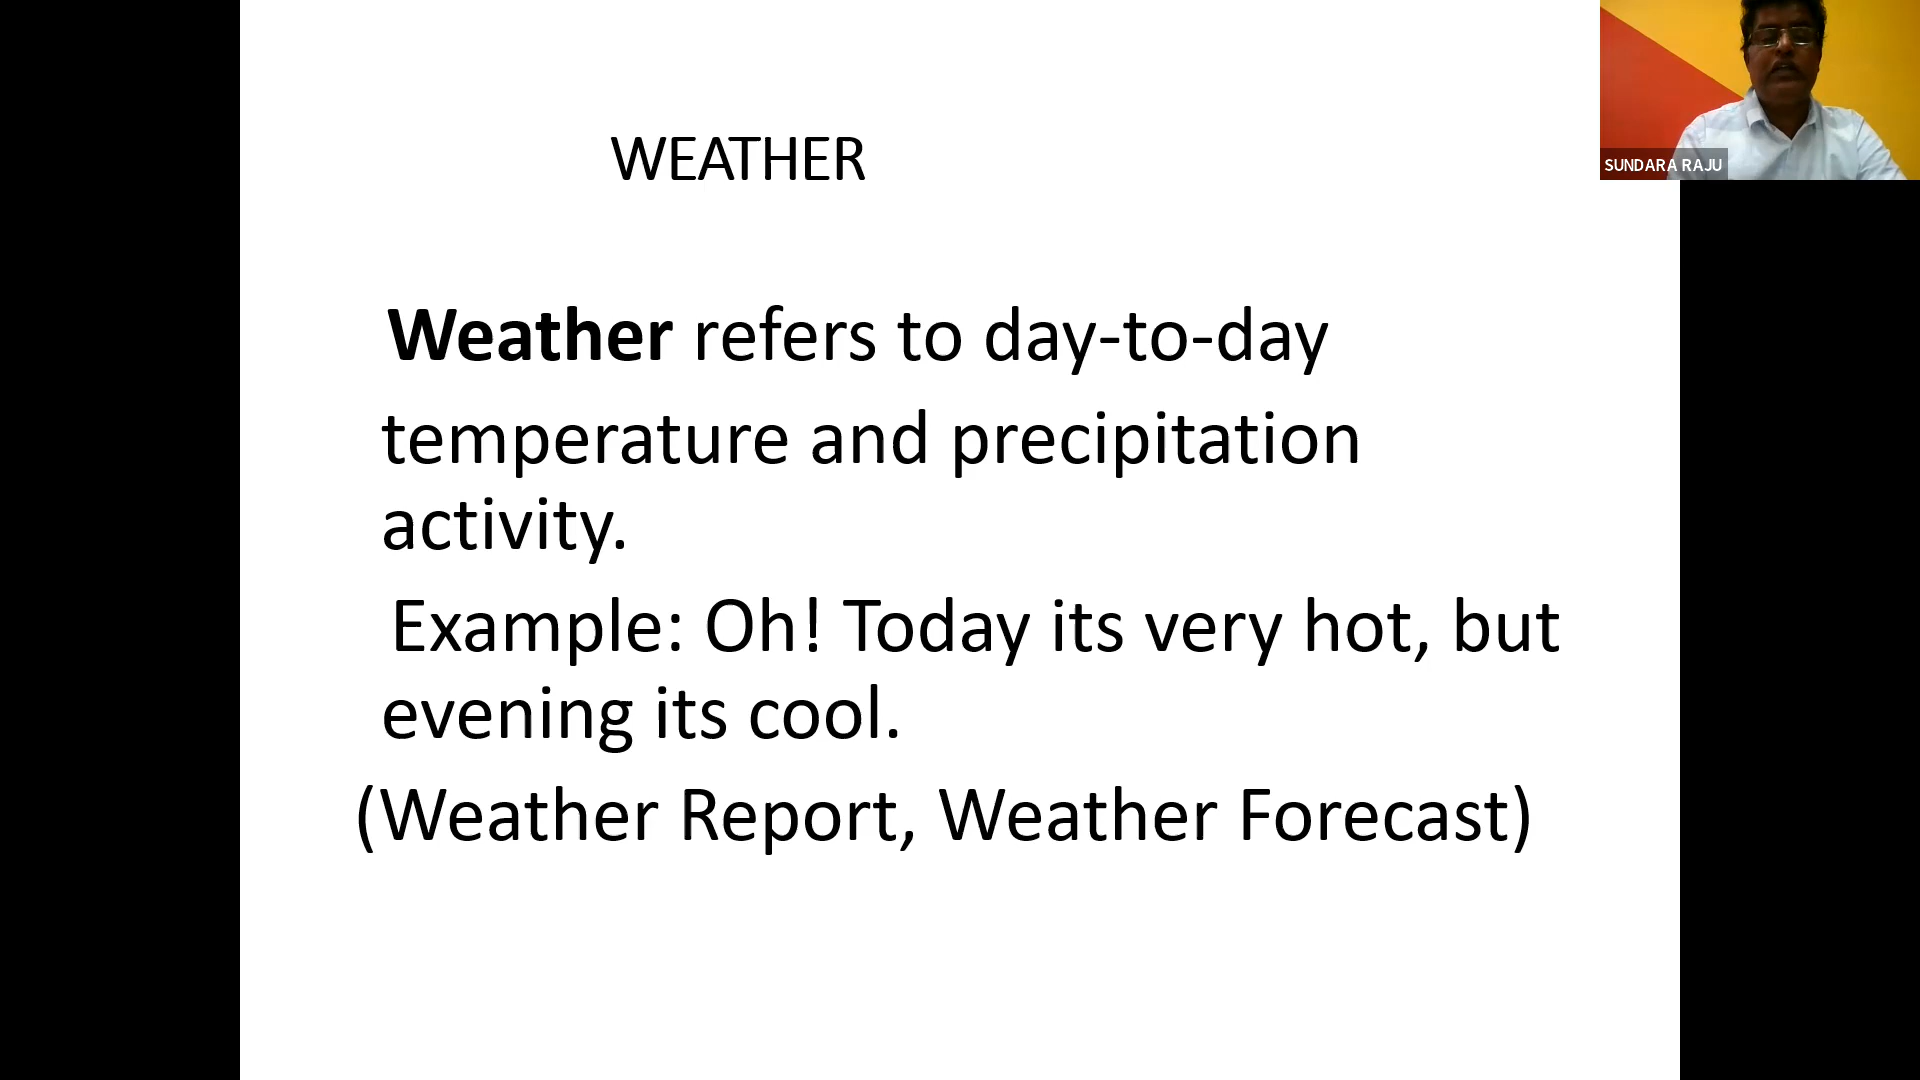 WEATHER
Weather refers to day-to-day
temperature and precipitation
activity.
Example: Oh! Today its very hot, but
evening its cool.
(Weather Report, Weather Forecast)
SUNDARA RAJU